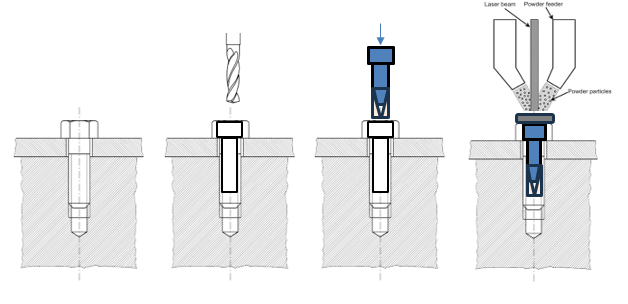 Laser beam
Powder feeder
Powder particles